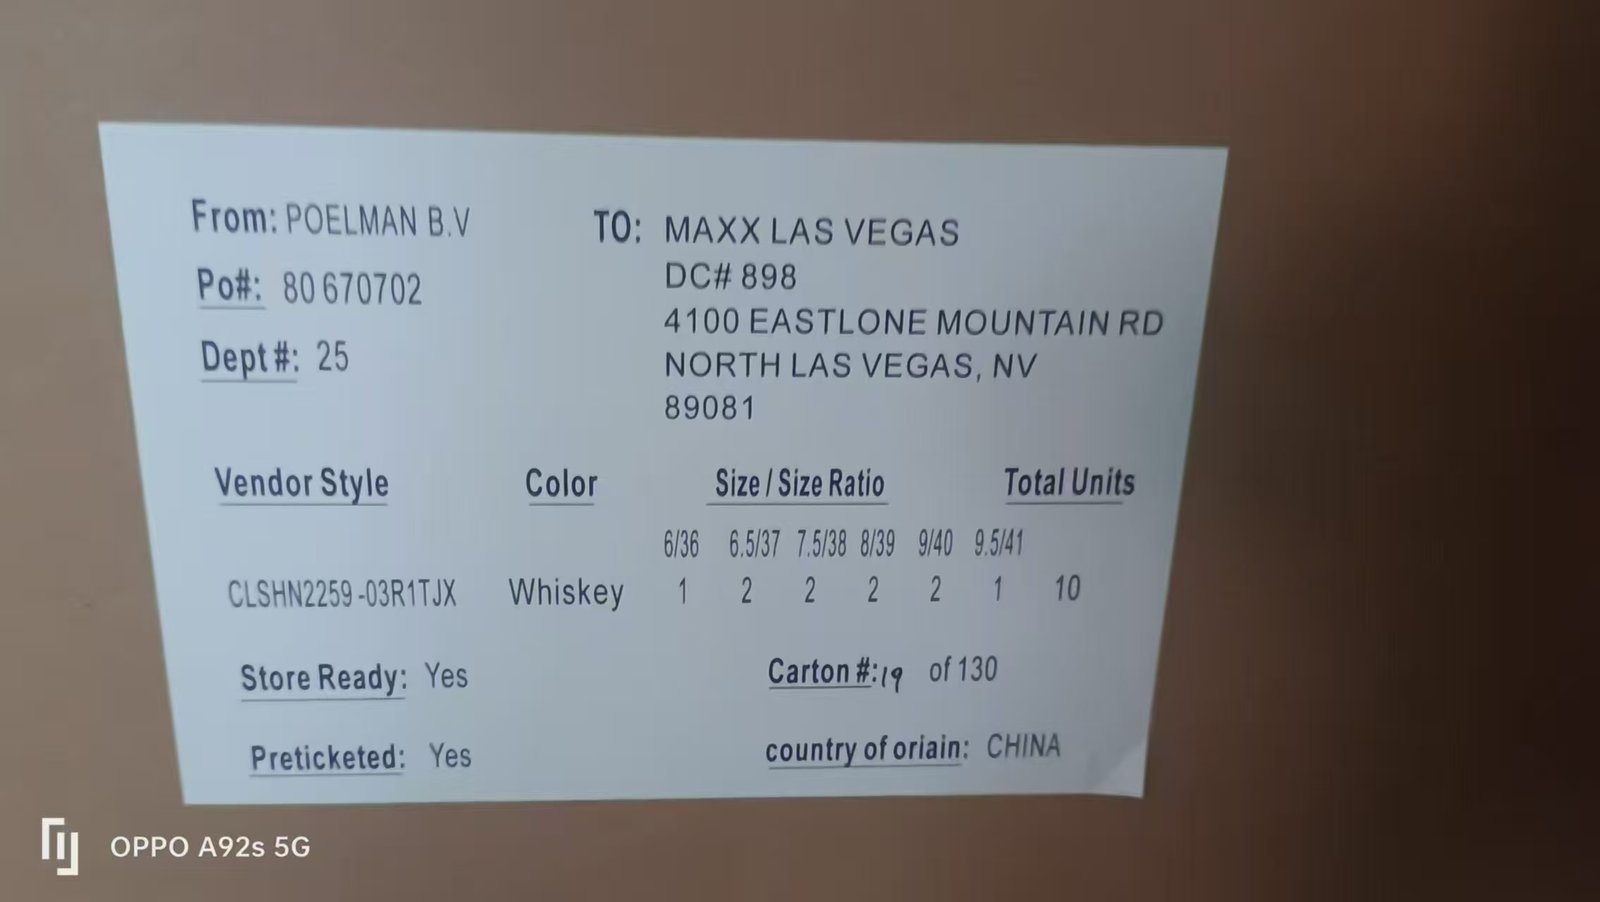 From: POELMAN B.V
Po#: 80 670702
Dept #: 25
TO: MAXX LAS VEGAS
DC# 898
4100 EASTLONE MOUNTAIN RD
NORTH LAS VEGAS, NV
89081
Vendor Style Color Size / Size Ratio Total Units
6/36 6.5/37 7.5/38 8/39 9/40 9.5/41
CLSHN2259-03R1TJX Whiskey 1 2 2 2 2 1 10
Store Ready: Yes
Carton #:19 of 130
Preticketed: Yes
country of oriain: CHINA
OPPO A92s 5G